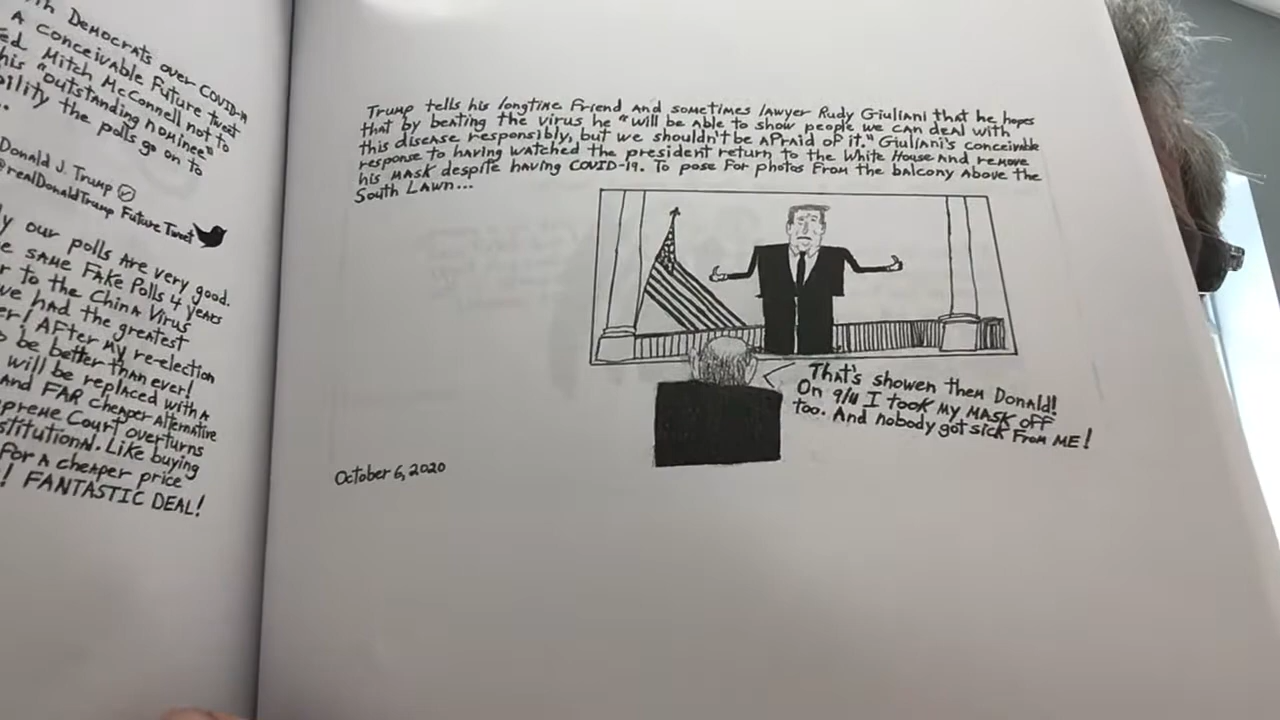 th Democrats over COVID-19
A conceivable Future tweet
ed Mitch McConnell not to
his "outstanding nominee"
bility the polls go on to
...
Donald J. Trump
@realDonaldTrump Future Tweet
ly our polls are very good.
e same Fake Polls 4 years
r to the China Virus
ve had the greatest
er! After my re-election
o be better than ever!
will be replaced with a
and FAR cheaper alternative
preme Court overturns
stitutional. Like buying
for a cheaper price
! FANTASTIC DEAL!
Trump tells his longtime Friend and sometimes lawyer Rudy Giuliani that he hopes
that by beating the virus he "will be able to show people we can deal with
this disease responsibly, but we shouldn't be afraid of it." Giuliani's conceivable
response to having watched the president return to the White House and remove
his mask despite having COVID-19. To pose for photos from the balcony above the
South Lawn...
That's showen them Donald!
On 9/11 I took my mask off
too. And nobody got sick from ME!
October 6, 2020